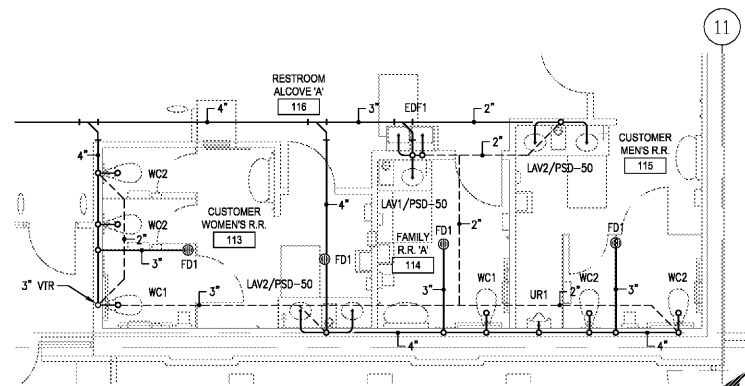 11
RESTROOM
ALCOVE 'A'
116
4"
3"
EDF1
2"
4"
WC2
2"
LAV2/PSD-50
CUSTOMER
MEN'S R.R.
115
WC2
CUSTOMER
WOMEN'S R.R.
113
4"
LAV1/PSD-50
2"
2"
3"
FD1
FD1
FAMILY
R.R. 'A'
114
FD1
FD1
3" VTR
WC1
3"
LAV2/PSD-50
3"
WC1
UR1
2"
WC2
3"
WC2
4"
4"